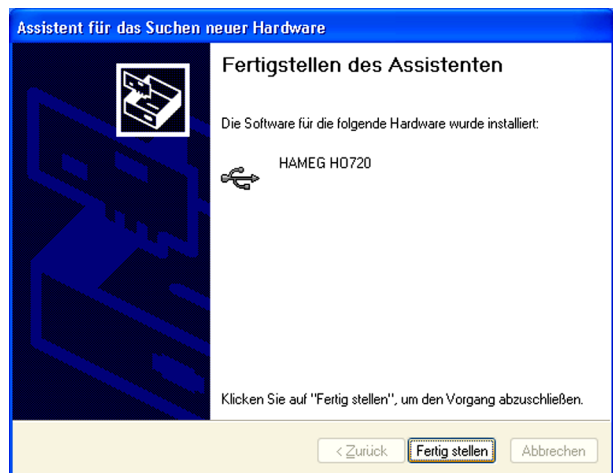 Assistent für das Suchen neuer Hardware
Fertigstellen des Assistenten
Die Software für die folgende Hardware wurde installiert:
HAMEG HO720
Klicken Sie auf "Fertig stellen", um den Vorgang abzuschließen.
< Zurück Fertig stellen Abbrechen